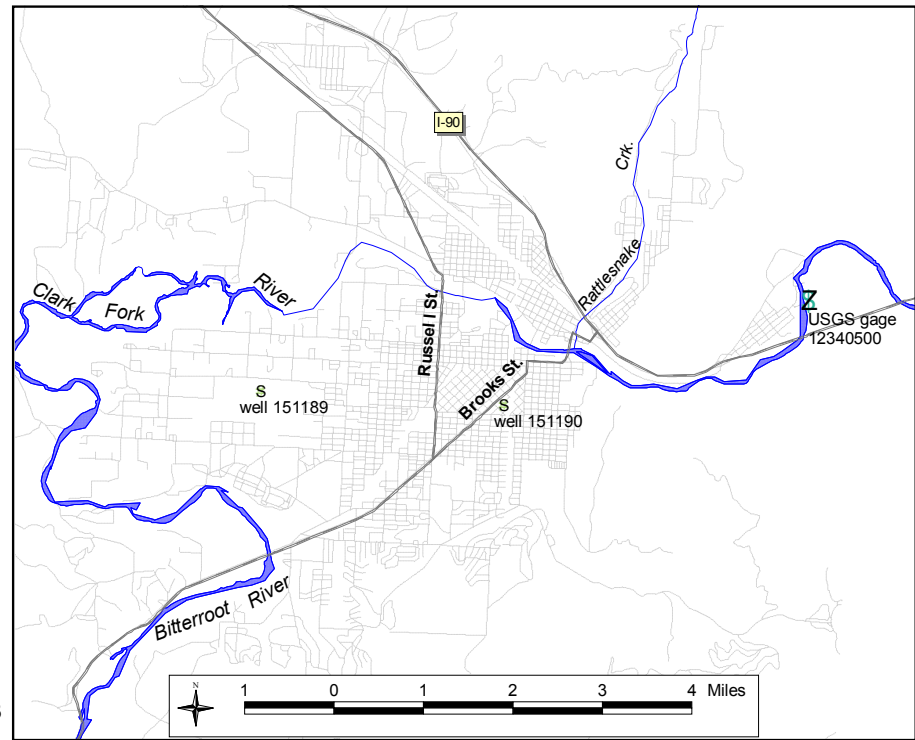 I-90
Crk.
Rattlesnake
Clark
Fork
River
Russel l St.
Brooks St.
Z
S
USGS gage
12340500
S
well 151189
S
well 151190
Bitterroot River
N
1 0 1 2 3 4 Miles